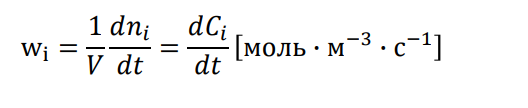 wᵢ = 1/V dnᵢ/dt = dCᵢ/dt [моль · м⁻³ · с⁻¹]